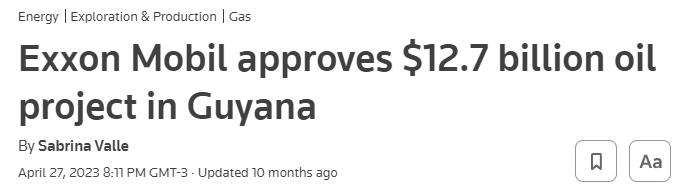 Energy | Exploration & Production | Gas
Exxon Mobil approves $12.7 billion oil
project in Guyana
By Sabrina Valle
April 27, 2023 8:11 PM GMT-3 · Updated 10 months ago
Aa